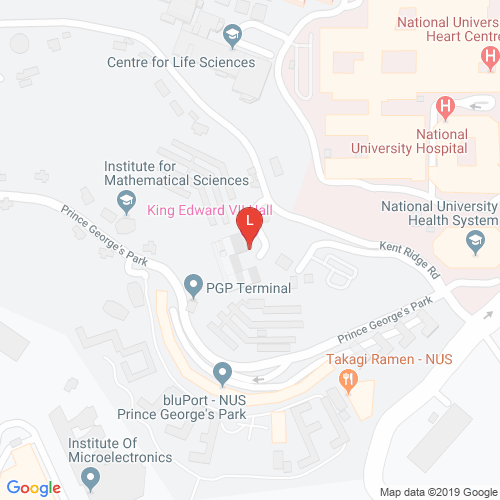 National Univers
Heart Centre
Centre for Life Sciences
H
H
National
University Hospital
Institute for
Mathematical Sciences
King Edward VII Hall
L
National University
Health System
Prince George's Park
Kent Ridge Rd
PGP Terminal
Prince George's Park
Takagi Ramen - NUS
bluPort - NUS
Prince George's Park
Institute Of
Microelectronics
Google
Map data ©2019 Google